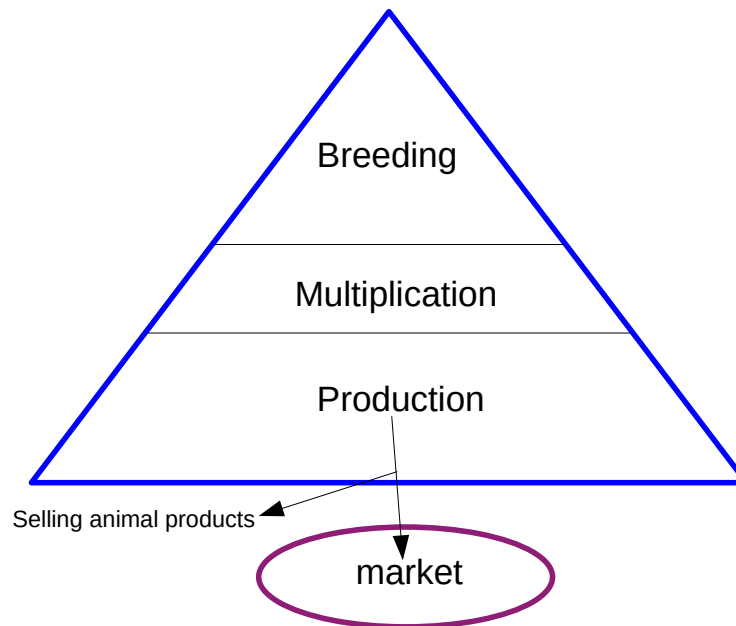 Breeding
Multiplication
Production
Selling animal products
market